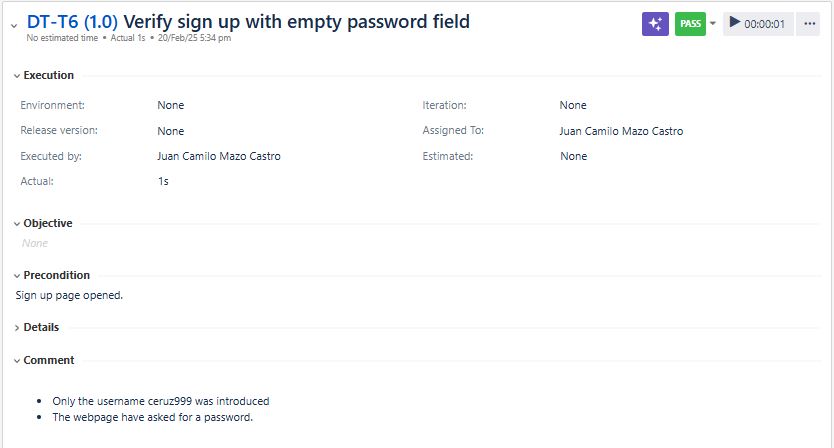 DT-T6 (1.0) Verify sign up with empty password field
PASS
00:00:01
No estimated time • Actual 1s • 20/Feb/25 5:34 pm
Execution
Environment: None Iteration: None
Release version: None Assigned To: Juan Camilo Mazo Castro
Executed by: Juan Camilo Mazo Castro Estimated: None
Actual: 1s
Objective
None
Precondition
Sign up page opened.
Details
Comment
• Only the username ceruz999 was introduced
• The webpage have asked for a password.